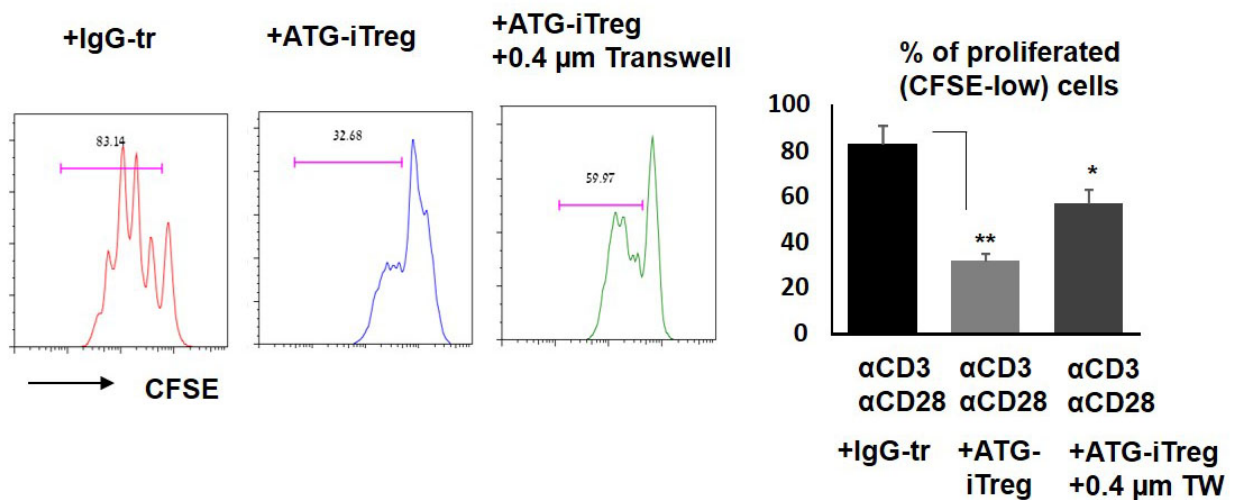 +IgG-tr
+ATG-iTreg
+ATG-iTreg
+0.4 µm Transwell
83.14
32.68
59.97
CFSE
% of proliferated
(CFSE-low) cells
100
80
60
40
20
0
**
*
αCD3
αCD28
+IgG-tr
αCD3
αCD28
+ATG-
iTreg
αCD3
αCD28
+ATG-iTreg
+0.4 µm TW